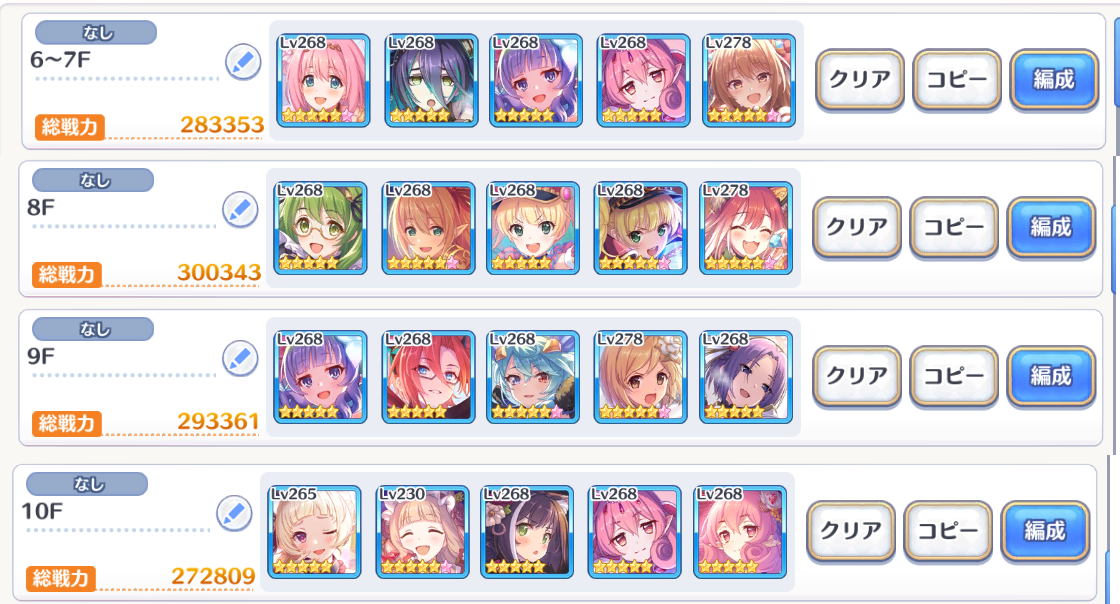 なし
6〜7F
総戦力 283353
Lv268 Lv268 Lv268 Lv268 Lv278
クリア コピー 編成
なし
8F
総戦力 300343
Lv268 Lv268 Lv268 Lv268 Lv278
クリア コピー 編成
なし
9F
総戦力 293361
Lv268 Lv268 Lv268 Lv278 Lv268
クリア コピー 編成
なし
10F
総戦力 272809
Lv265 Lv230 Lv268 Lv268 Lv268
クリア コピー 編成